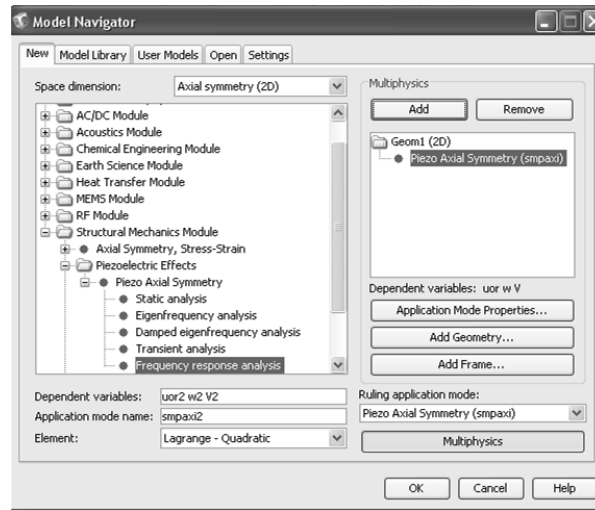 Model Navigator
New Model Library User Models Open Settings
Space dimension: Axial symmetry (2D)
AC/DC Module
Acoustics Module
Chemical Engineering Module
Earth Science Module
Heat Transfer Module
MEMS Module
RF Module
Structural Mechanics Module
Axial Symmetry, Stress-Strain
Piezoelectric Effects
Piezo Axial Symmetry
Static analysis
Eigenfrequency analysis
Damped eigenfrequency analysis
Transient analysis
Frequency response analysis
Dependent variables: uor2 w2 V2
Application mode name: smpaxi2
Element: Lagrange - Quadratic
Multiphysics
Add Remove
Geom1 (2D)
Piezo Axial Symmetry (smpaxi)
Dependent variables: uor w V
Application Mode Properties...
Add Geometry...
Add Frame...
Ruling application mode:
Piezo Axial Symmetry (smpaxi)
Multiphysics
OK Cancel Help